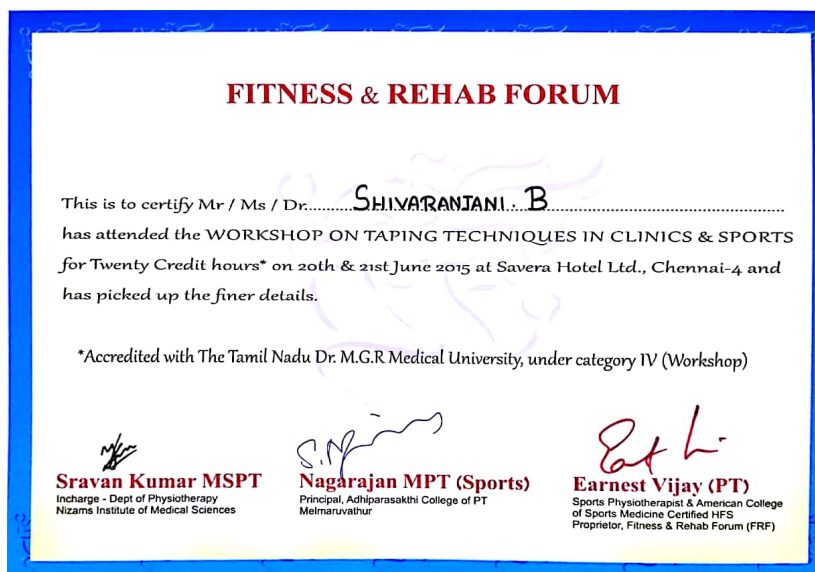 FITNESS & REHAB FORUM
This is to certify Mr / Ms / Dr.........SHIVARANJANI. B.......................................................
has attended the WORKSHOP ON TAPING TECHNIQUES IN CLINICS & SPORTS
for Twenty Credit hours* on 20th & 21st June 2015 at Savera Hotel Ltd., Chennai-4 and
has picked up the finer details.
*Accredited with The Tamil Nadu Dr. M.G.R Medical University, under category IV (Workshop)
Sravan Kumar MSPT
Incharge - Dept of Physiotherapy
Nizams Institute of Medical Sciences
Nagarajan MPT (Sports)
Principal, Adhiparasakthi College of PT
Melmaruvathur
Earnest Vijay (PT)
Sports Physiotherapist & American College
of Sports Medicine Certified HFS
Proprietor, Fitness & Rehab Forum (FRF)